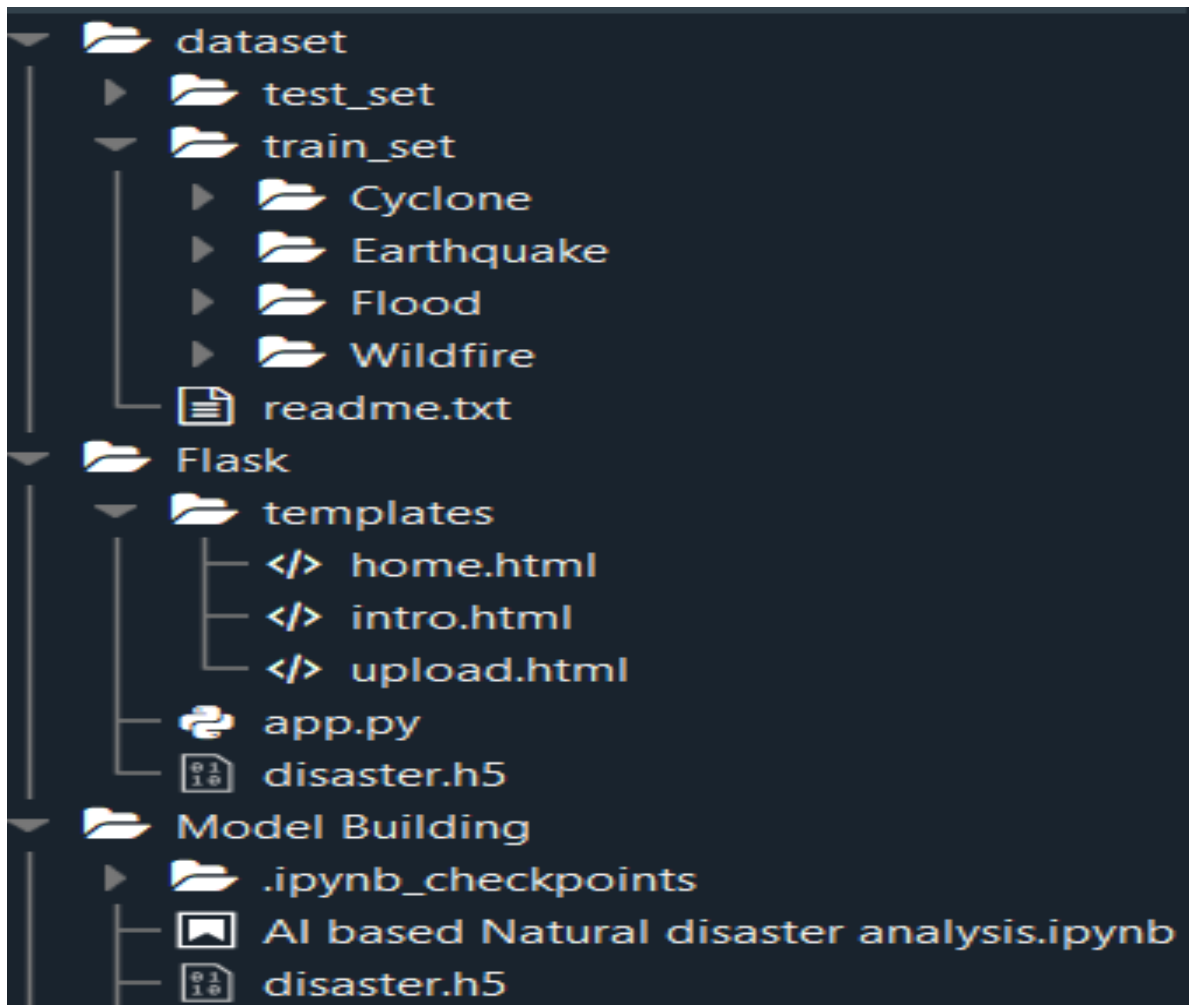 dataset
test_set
train_set
Cyclone
Earthquake
Flood
Wildfire
readme.txt
Flask
templates
</> home.html
</> intro.html
</> upload.html
app.py
disaster.h5
Model Building
.ipynb_checkpoints
AI based Natural disaster analysis.ipynb
disaster.h5